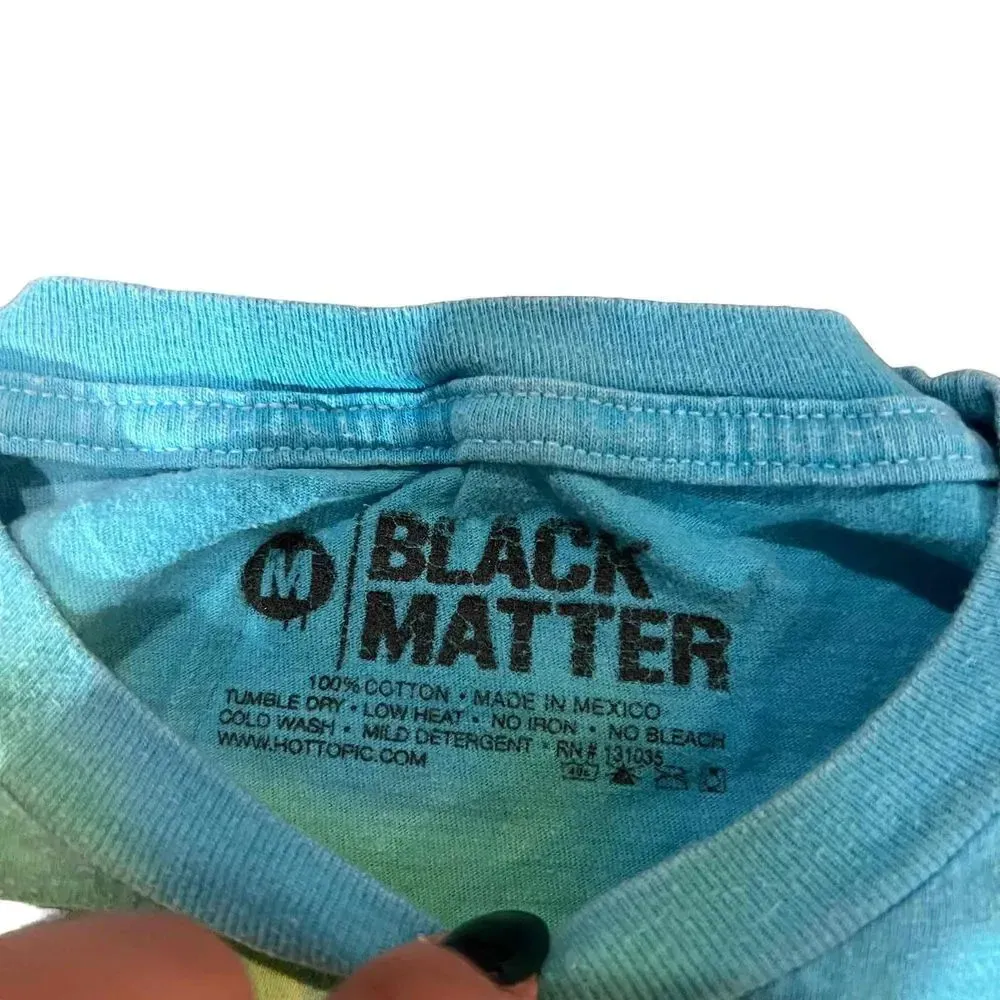 M
BLACK
MATTER
100% COTTON • MADE IN MEXICO
TUMBLE DRY • LOW HEAT • NO IRON • NO BLEACH
COLD WASH • MILD DETERGENT • RN# 131035
WWW.HOTTOPIC.COM